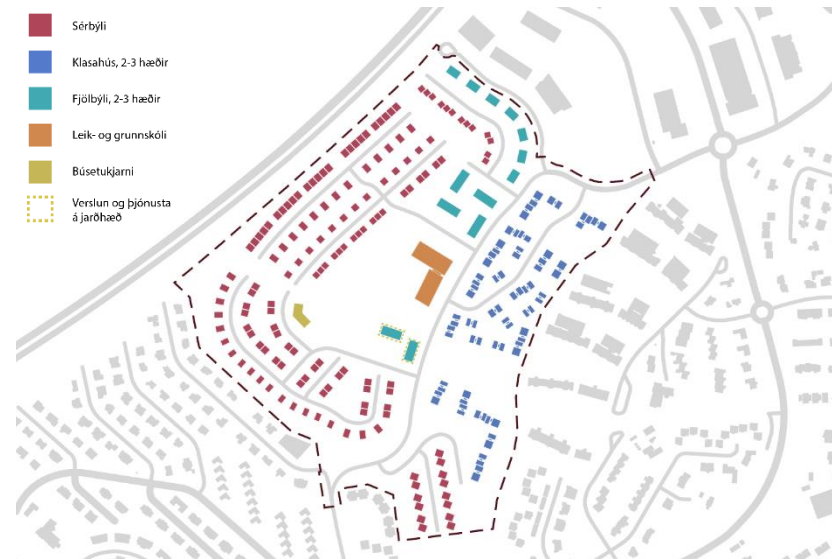 Sérbýli
Klasahús, 2-3 hæðir
Fjölbýli, 2-3 hæðir
Leik- og grunnskóli
Búsetukjarni
Verslun og þjónusta
á jarðhæð